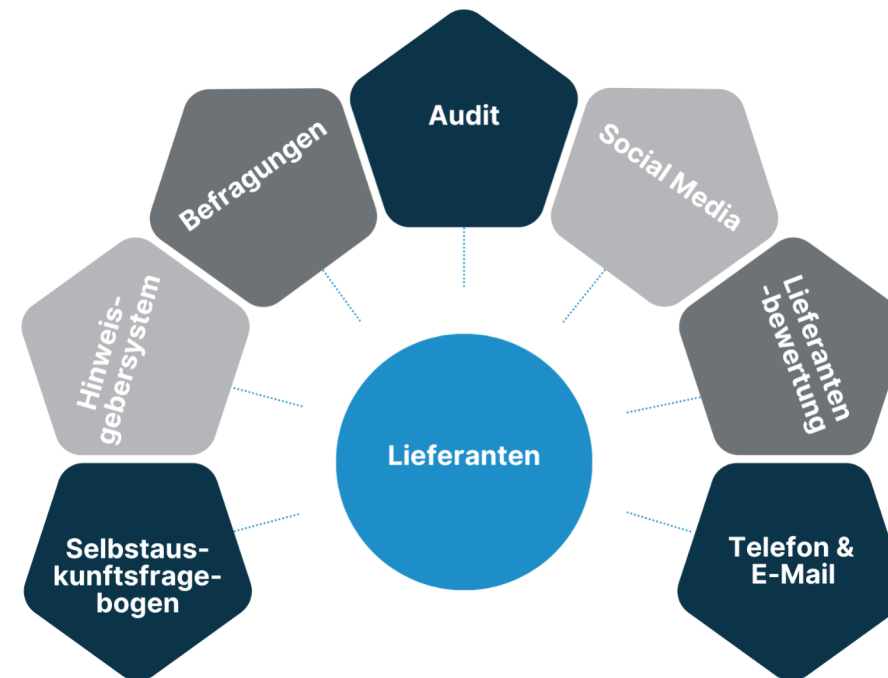 Audit
Befragungen
Social Media
Hinweis-
gebersystem
Lieferanten
-bewertung
Lieferanten
Selbstaus-
kunftsfrage-
bogen
Telefon &
E-Mail